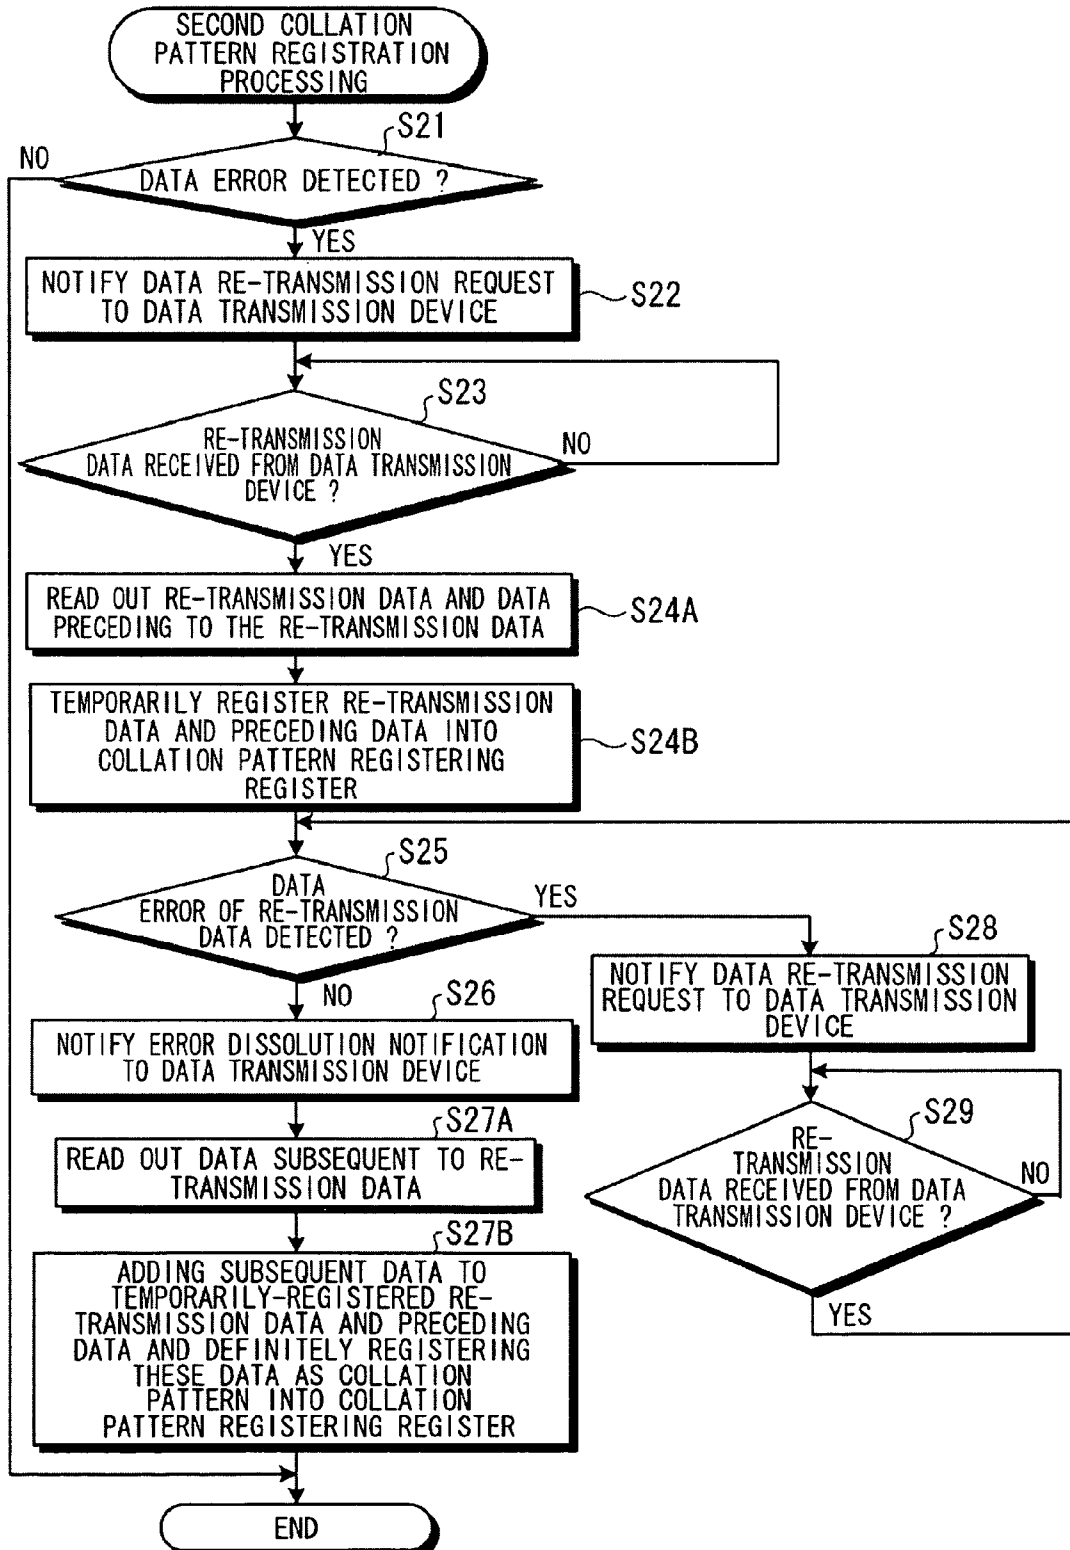 SECOND COLLATION
PATTERN REGISTRATION
PROCESSING
S21
NO
DATA ERROR DETECTED ?
YES
NOTIFY DATA RE-TRANSMISSION REQUEST
TO DATA TRANSMISSION DEVICE
S22
S23
RE-TRANSMISSION
DATA RECEIVED FROM DATA TRANSMISSION
DEVICE ?
NO
YES
READ OUT RE-TRANSMISSION DATA AND DATA
PRECEDING TO THE RE-TRANSMISSION DATA
S24A
TEMPORARILY REGISTER RE-TRANSMISSION
DATA AND PRECEDING DATA INTO
COLLATION PATTERN REGISTERING
REGISTER
S24B
S25
DATA
ERROR OF RE-TRANSMISSION
DATA DETECTED ?
YES
NO
S26
NOTIFY ERROR DISSOLUTION NOTIFICATION
TO DATA TRANSMISSION DEVICE
S27A
READ OUT DATA SUBSEQUENT TO RE-
TRANSMISSION DATA
S27B
ADDING SUBSEQUENT DATA TO
TEMPORARILY-REGISTERED RE-
TRANSMISSION DATA AND PRECEDING
DATA AND DEFINITELY REGISTERING
THESE DATA AS COLLATION
PATTERN INTO COLLATION
PATTERN REGISTERING REGISTER
S28
NOTIFY DATA RE-TRANSMISSION
REQUEST TO DATA TRANSMISSION
DEVICE
S29
RE-
TRANSMISSION
DATA RECEIVED FROM DATA
TRANSMISSION DEVICE ?
NO
YES
END